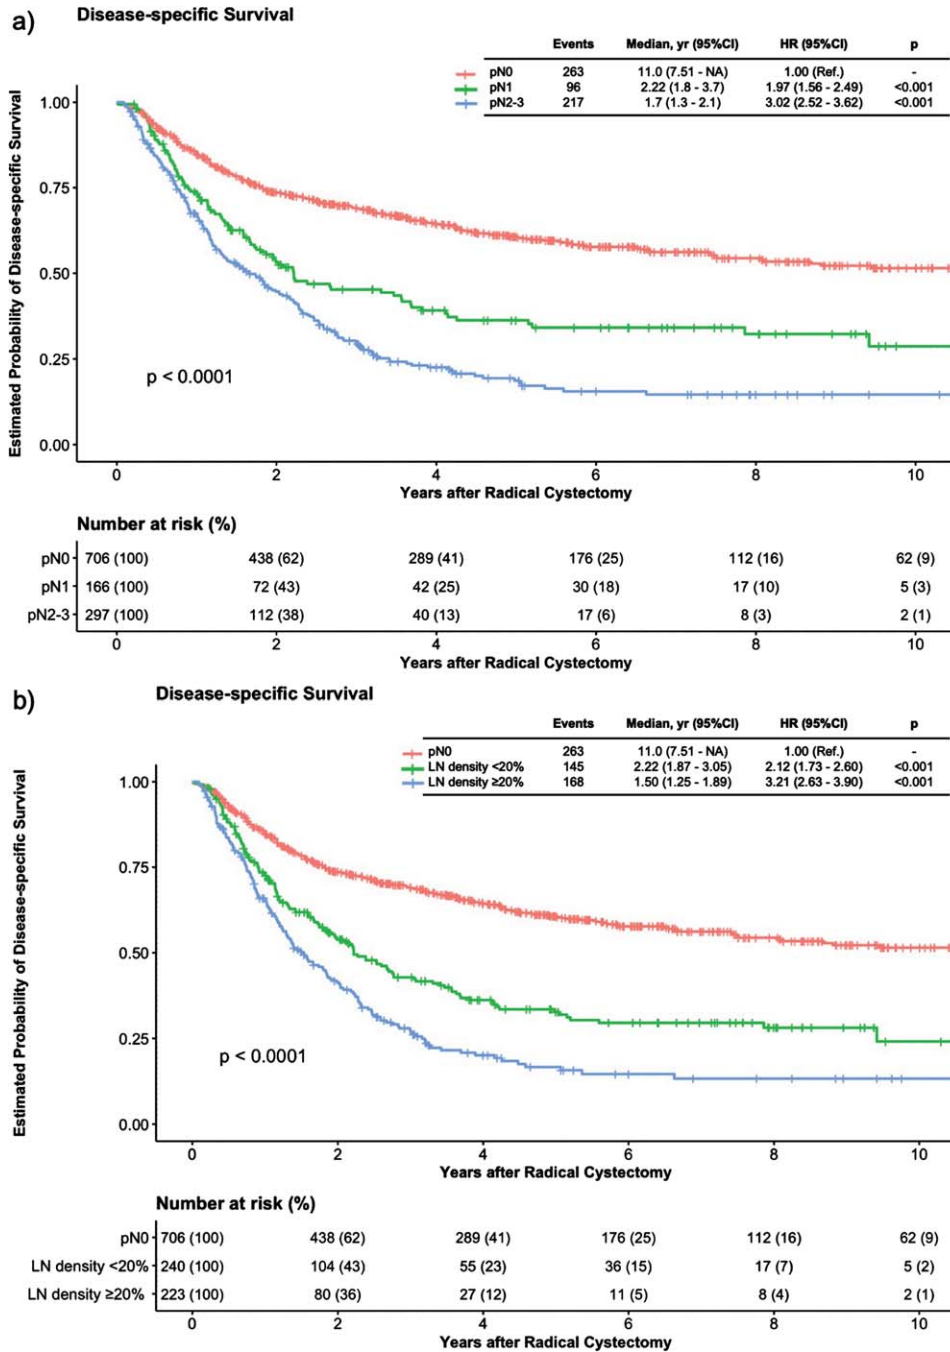 a)
Disease-specific Survival
Events Median, yr (95%CI) HR (95%CI) p
pN0 263 11.0 (7.51 - NA) 1.00 (Ref.) -
pN1 96 2.22 (1.8 - 3.7) 1.97 (1.56 - 2.49) <0.001
pN2-3 217 1.7 (1.3 - 2.1) 3.02 (2.52 - 3.62) <0.001
Estimated Probability of Disease-specific Survival
1.00
0.75
0.50
0.25
0.00
p < 0.0001
0 2 4 6 8 10
Years after Radical Cystectomy
Number at risk (%)
pN0 706 (100) 438 (62) 289 (41) 176 (25) 112 (16) 62 (9)
pN1 166 (100) 72 (43) 42 (25) 30 (18) 17 (10) 5 (3)
pN2-3 297 (100) 112 (38) 40 (13) 17 (6) 8 (3) 2 (1)
0 2 4 6 8 10
Years after Radical Cystectomy
b)
Disease-specific Survival
Events Median, yr (95%CI) HR (95%CI) p
pN0 263 11.0 (7.51 - NA) 1.00 (Ref.) -
LN density <20% 145 2.22 (1.87 - 3.05) 2.12 (1.73 - 2.60) <0.001
LN density ≥20% 168 1.50 (1.25 - 1.89) 3.21 (2.63 - 3.90) <0.001
Estimated Probability of Disease-specific Survival
1.00
0.75
0.50
0.25
0.00
p < 0.0001
0 2 4 6 8 10
Years after Radical Cystectomy
Number at risk (%)
pN0 706 (100) 438 (62) 289 (41) 176 (25) 112 (16) 62 (9)
LN density <20% 240 (100) 104 (43) 55 (23) 36 (15) 17 (7) 5 (2)
LN density ≥20% 223 (100) 80 (36) 27 (12) 11 (5) 8 (4) 2 (1)
0 2 4 6 8 10
Years after Radical Cystectomy